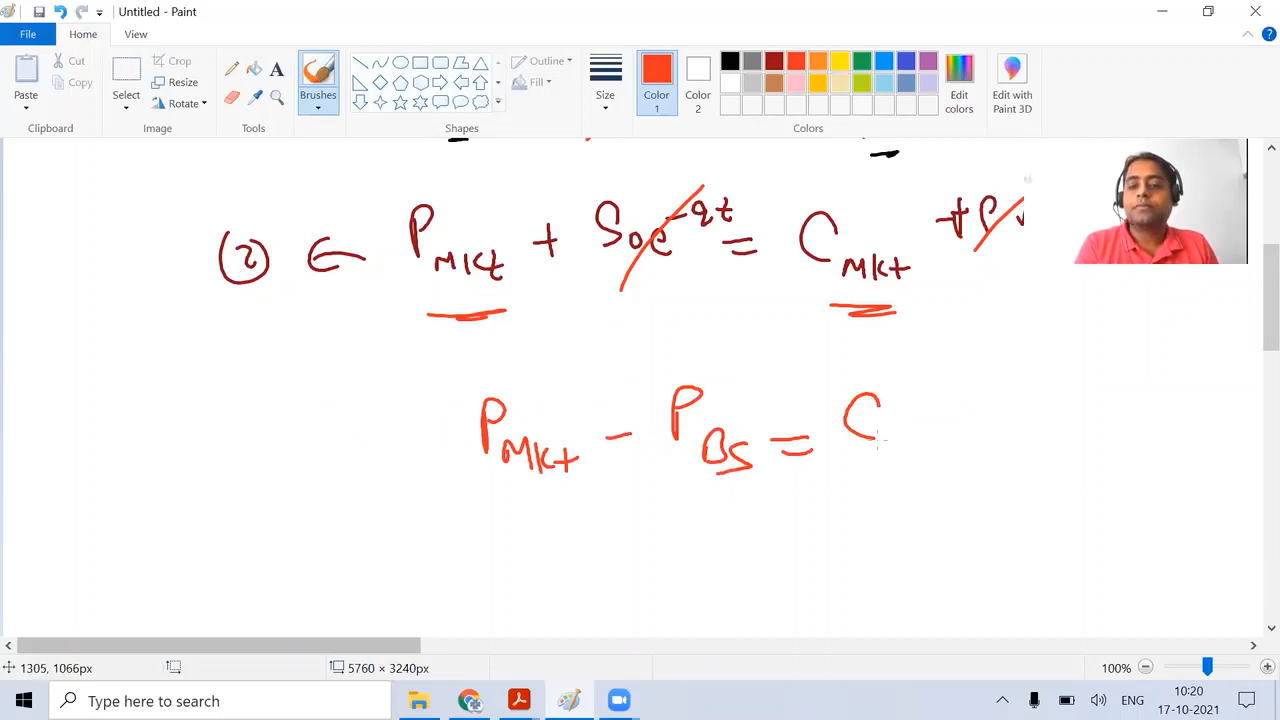 Untitled - Paint
File Home View
Paste Cut Copy Clipboard
Select Crop Resize Rotate Image
Tools
Brushes
Shapes Outline Fill
Size
Color 1 Color 2 Edit colors Colors
Edit with Paint 3D
(2) ← P_Mkt + S₀e^-qt = C_Mkt + P
P_Mkt - P_BS = C
1305, 1066px 5760 × 3240px 100%
Type here to search ENG 10:20 17-10-2021